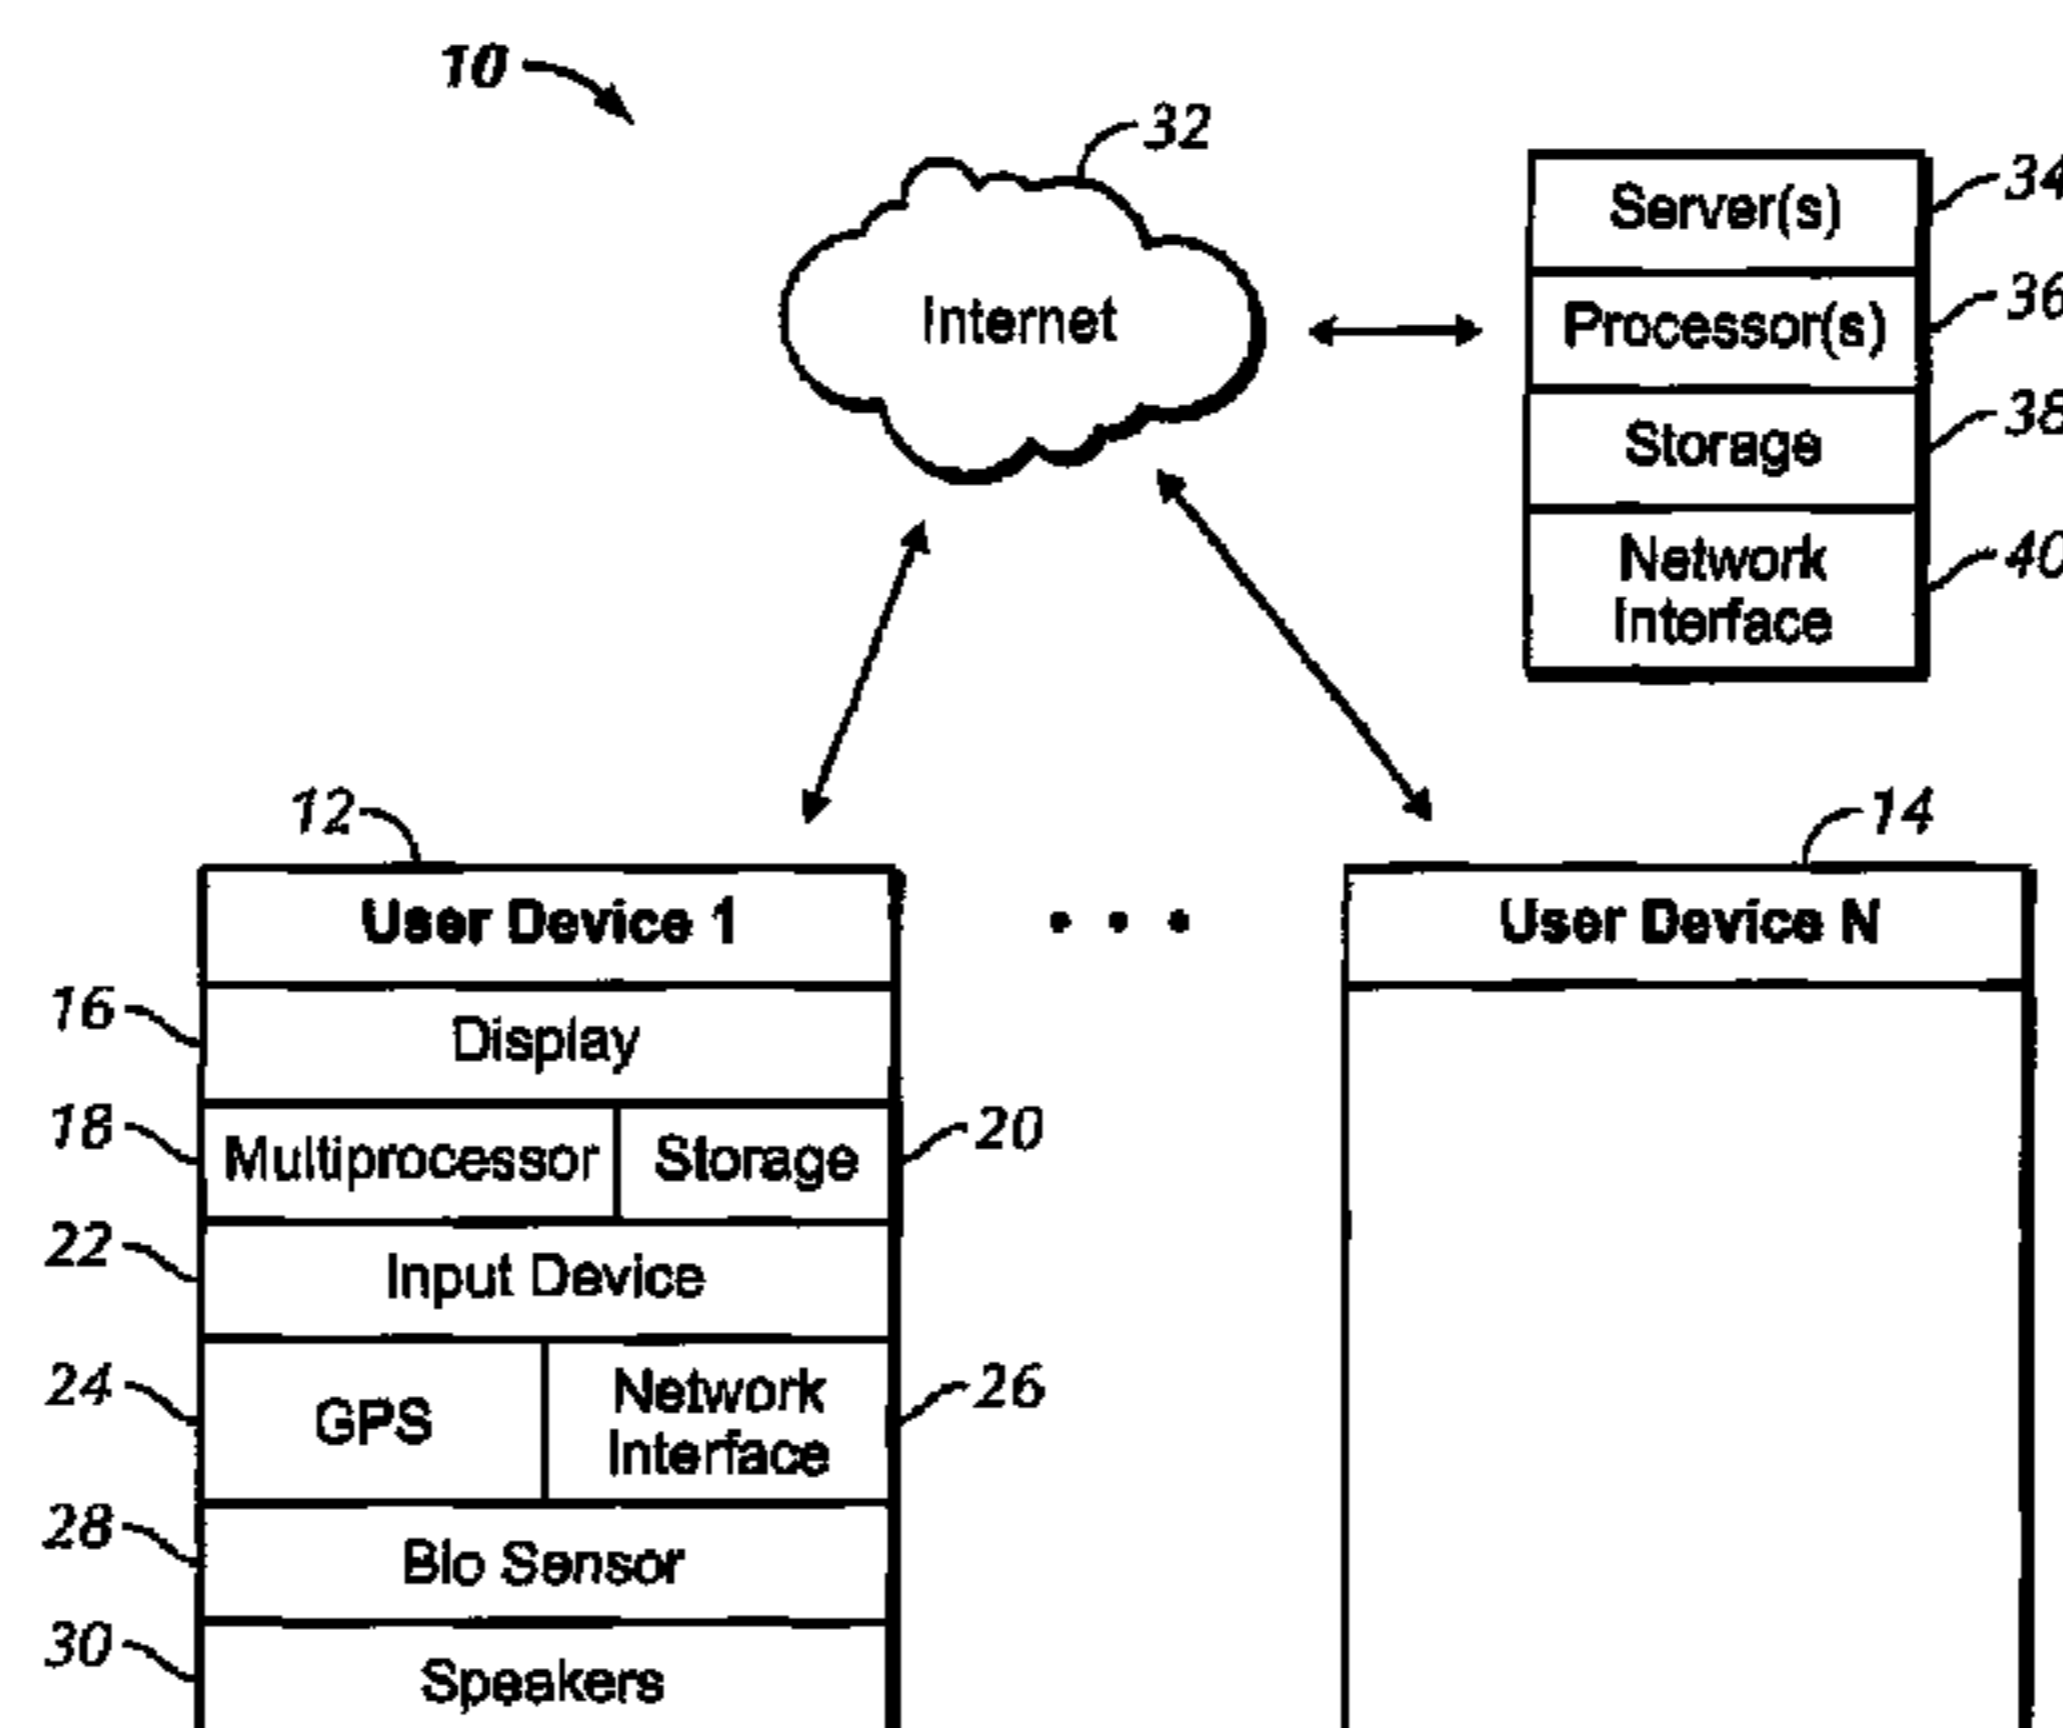 10
32
Internet
Server(s) 34
Processor(s) 36
Storage 38
Network 40
Interface
12
14
User Device 1 • • • User Device N
16 Display
18 Multiprocessor Storage 20
22 Input Device
24 GPS Network 26
Interface
28 Bio Sensor
30 Speakers